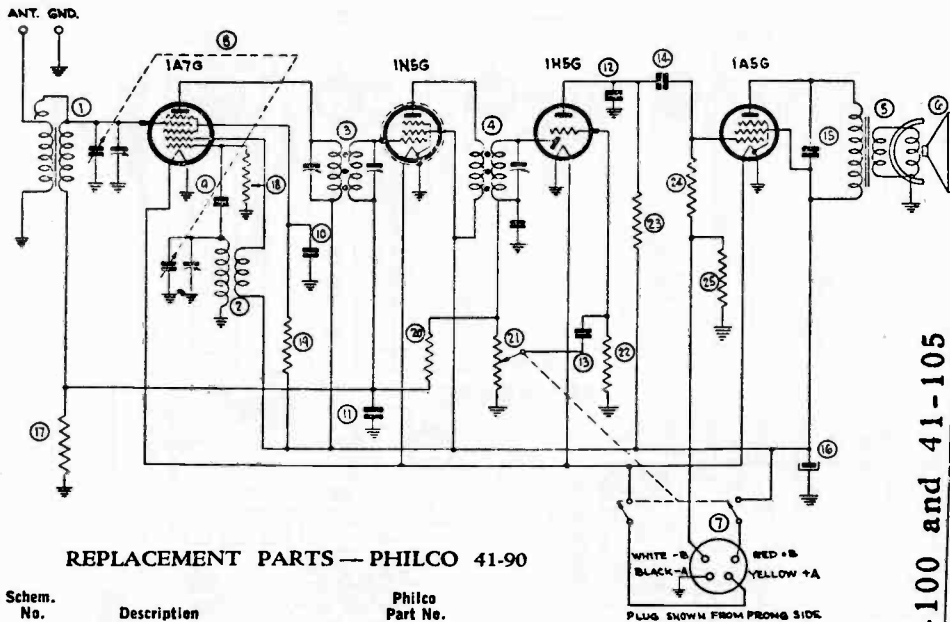 ANT. GND.
8
1A7G
1N5G
1H5G
12
14
1A5G
1
3
4
15
5
6
9
18
24
10
23
2
25
19
20
21
13
22
17
11
16
7
WHITE -B
RED +B
BLACK -A
YELLOW +A
PLUG SHOWN FROM PRONG SIDE
REPLACEMENT PARTS — PHILCO 41-90
Schem. No.
Description
Philco Part No.
-100 and 41-105